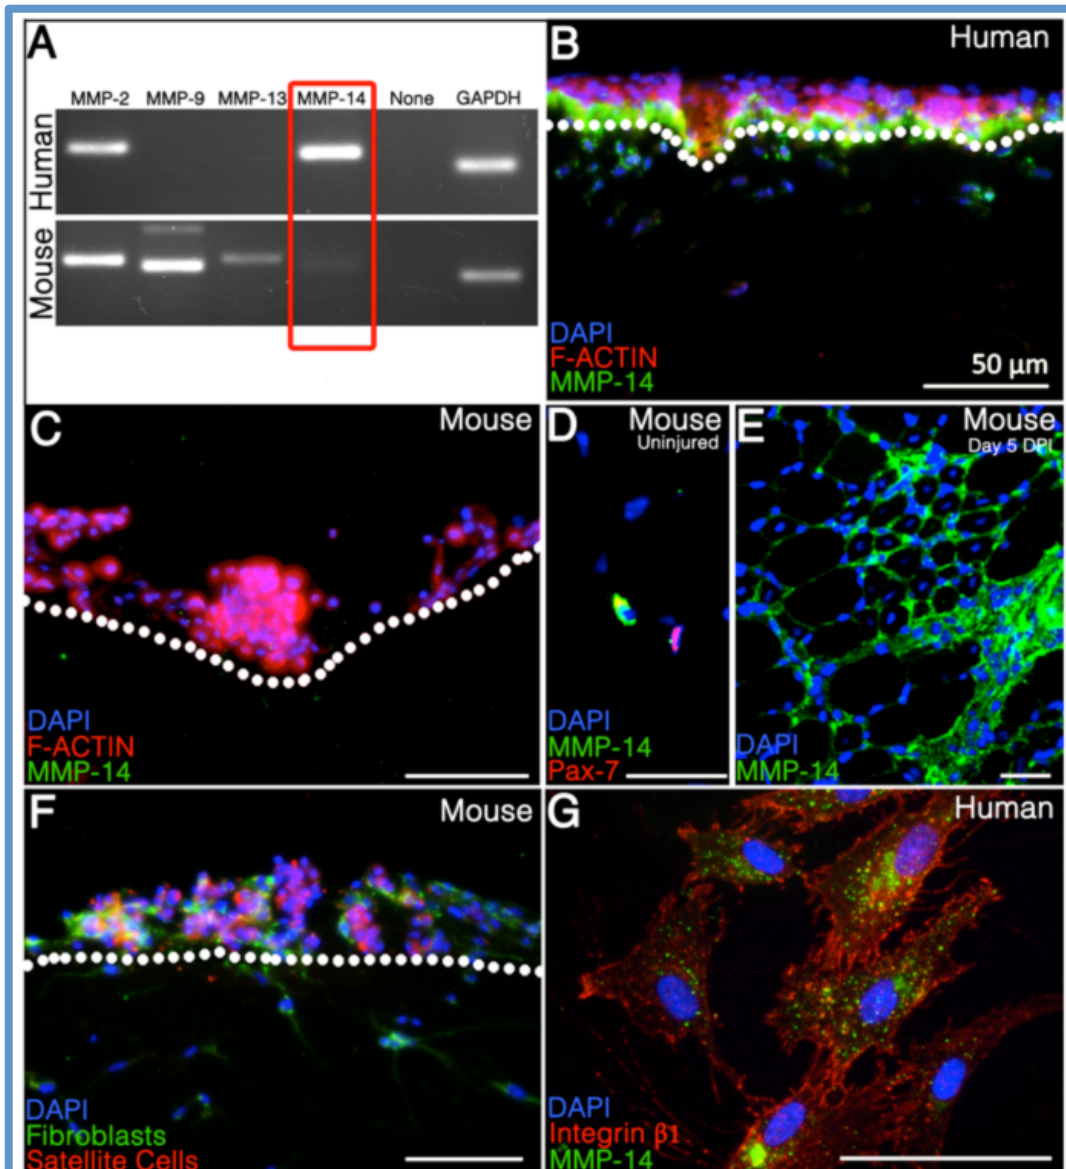 A
MMP-2 MMP-9 MMP-13 MMP-14 None GAPDH
Human
Mouse
B
Human
DAPI
F-ACTIN
MMP-14
50 μm
C
Mouse
DAPI
F-ACTIN
MMP-14
D
Mouse
Uninjured
DAPI
MMP-14
Pax-7
E
Mouse
Day 5 DPI
DAPI
MMP-14
F
Mouse
DAPI
Fibroblasts
Satellite Cells
G
Human
DAPI
Integrin β1
MMP-14